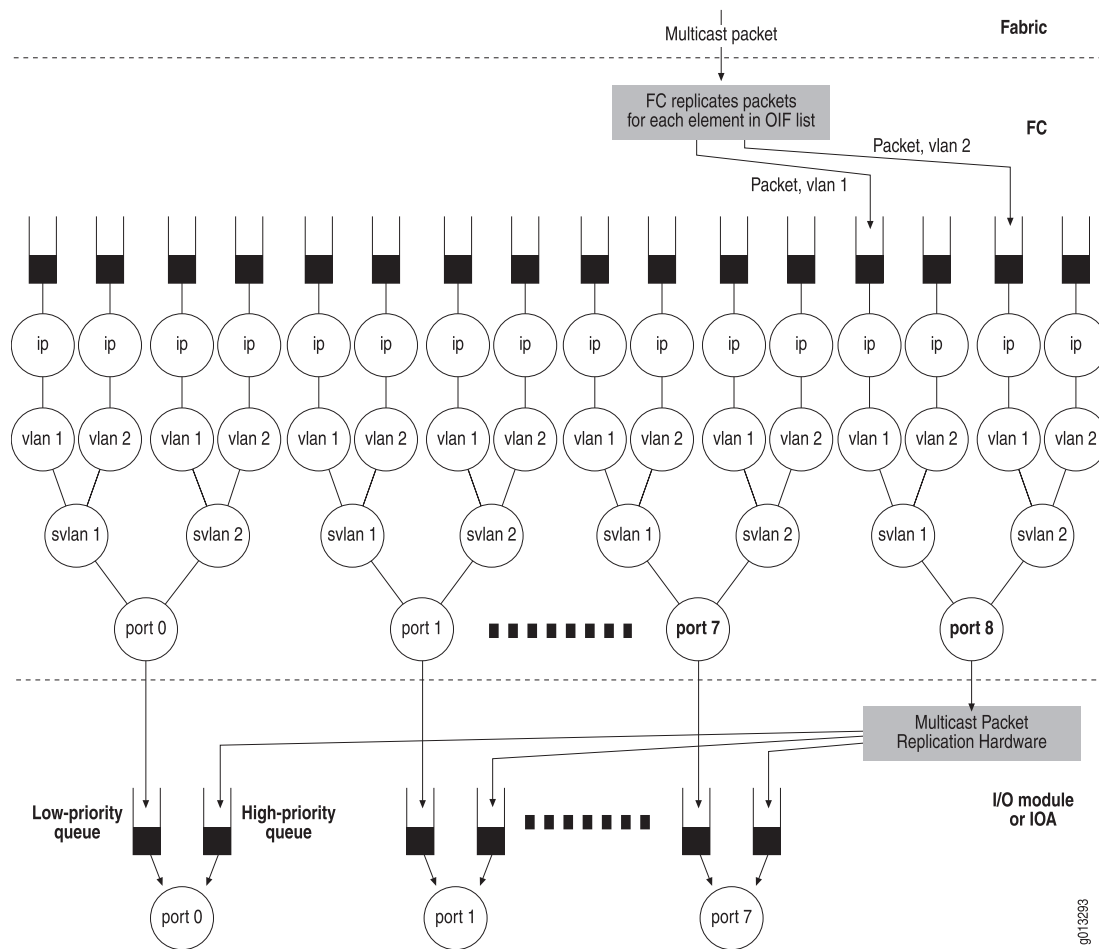 Multicast packet
Fabric
FC replicates packets
for each element in OIF list
FC
Packet, vlan 2
Packet, vlan 1
ip ip ip ip ip ip ip ip ip ip ip ip ip ip ip ip
vlan 1 vlan 2 vlan 1 vlan 2 vlan 1 vlan 2 vlan 1 vlan 2 vlan 1 vlan 2 vlan 1 vlan 2 vlan 1 vlan 2 vlan 1 vlan 2
svlan 1 svlan 2 svlan 1 svlan 2 svlan 1 svlan 2 svlan 1 svlan 2
port 0 port 1 port 7 port 8
Multicast Packet
Replication Hardware
Low-priority
queue
High-priority
queue
I/O module
or IOA
port 0 port 1 port 7
g013293